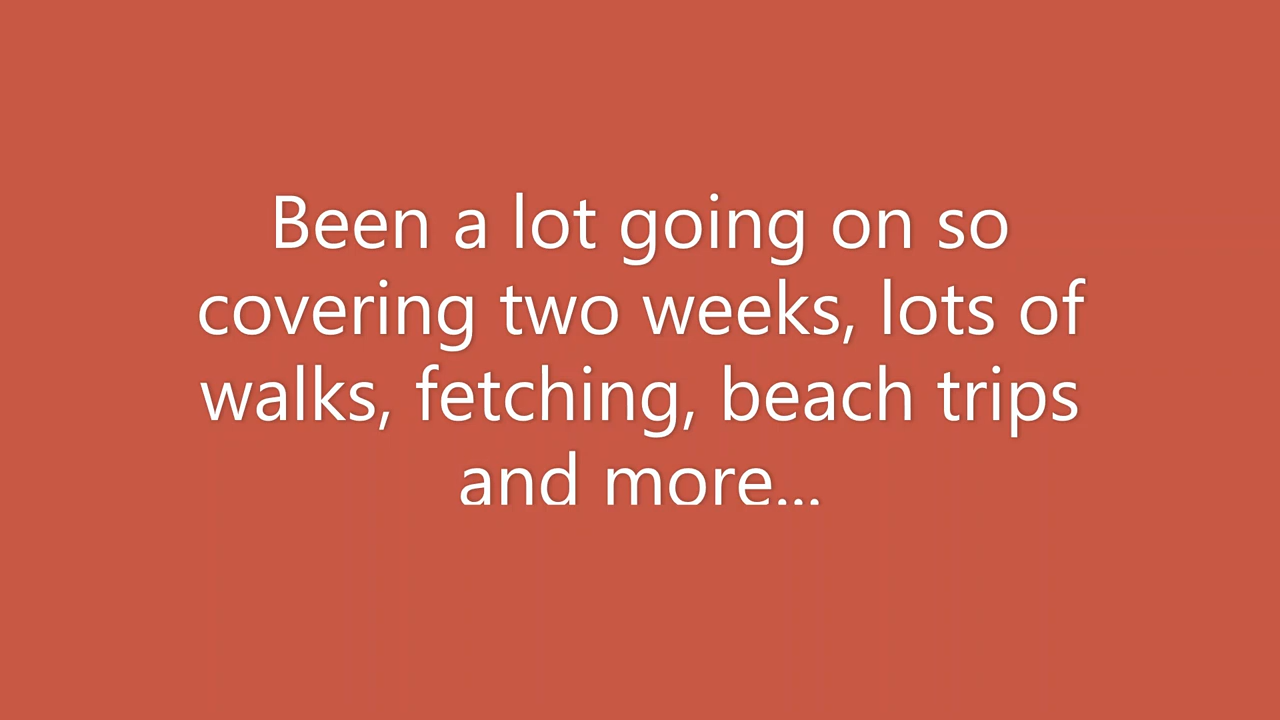 Been a lot going on so
covering two weeks, lots of
walks, fetching, beach trips
and more...